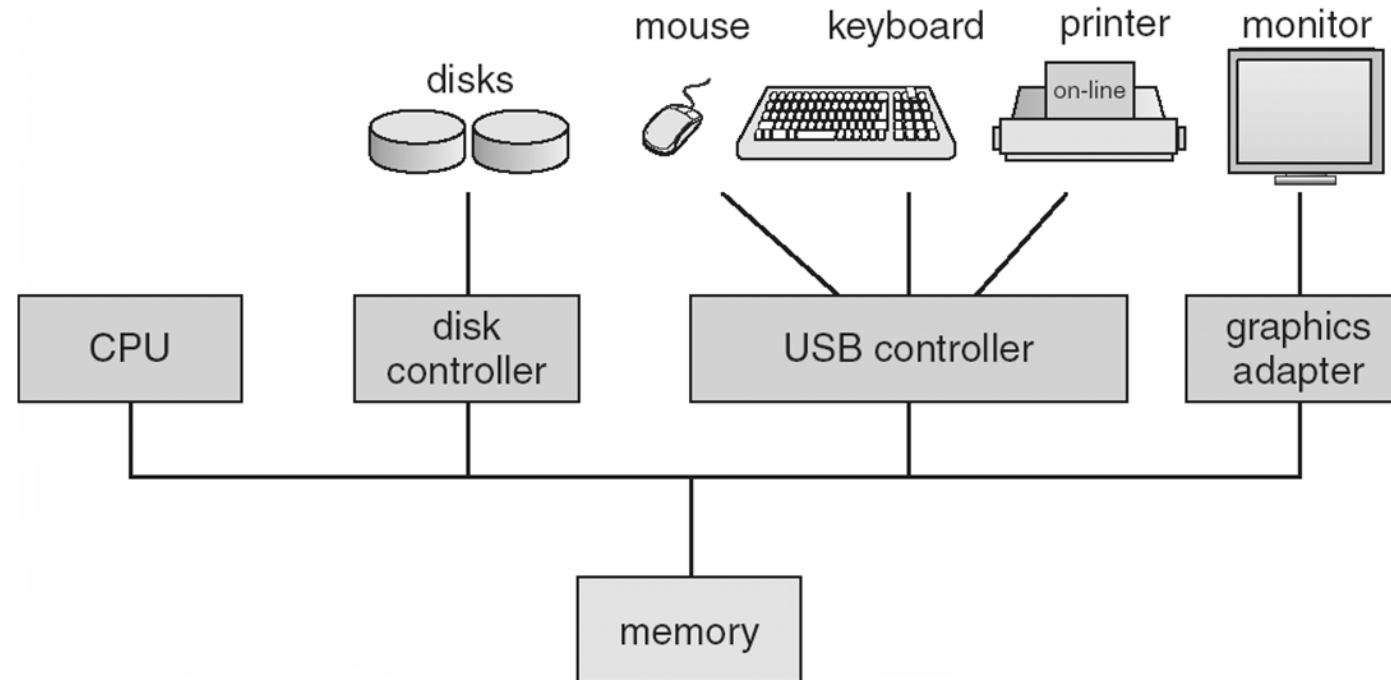 mouse
keyboard
printer
monitor
disks
on-line
CPU
disk
controller
USB controller
graphics
adapter
memory